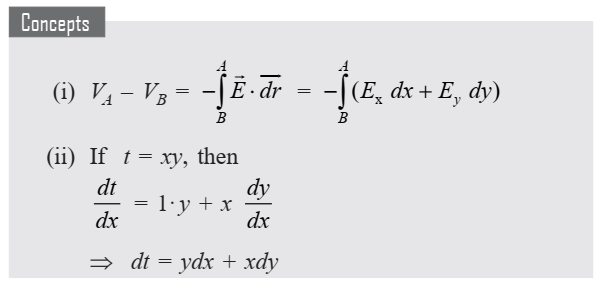 Concepts
(i) V_A – V_B = –∫_B^A E⃗ · d̅r̅ = –∫_B^A (E_x dx + E_y dy)
(ii) If t = xy, then
dt/dx = 1·y + x dy/dx
⇒ dt = ydx + xdy